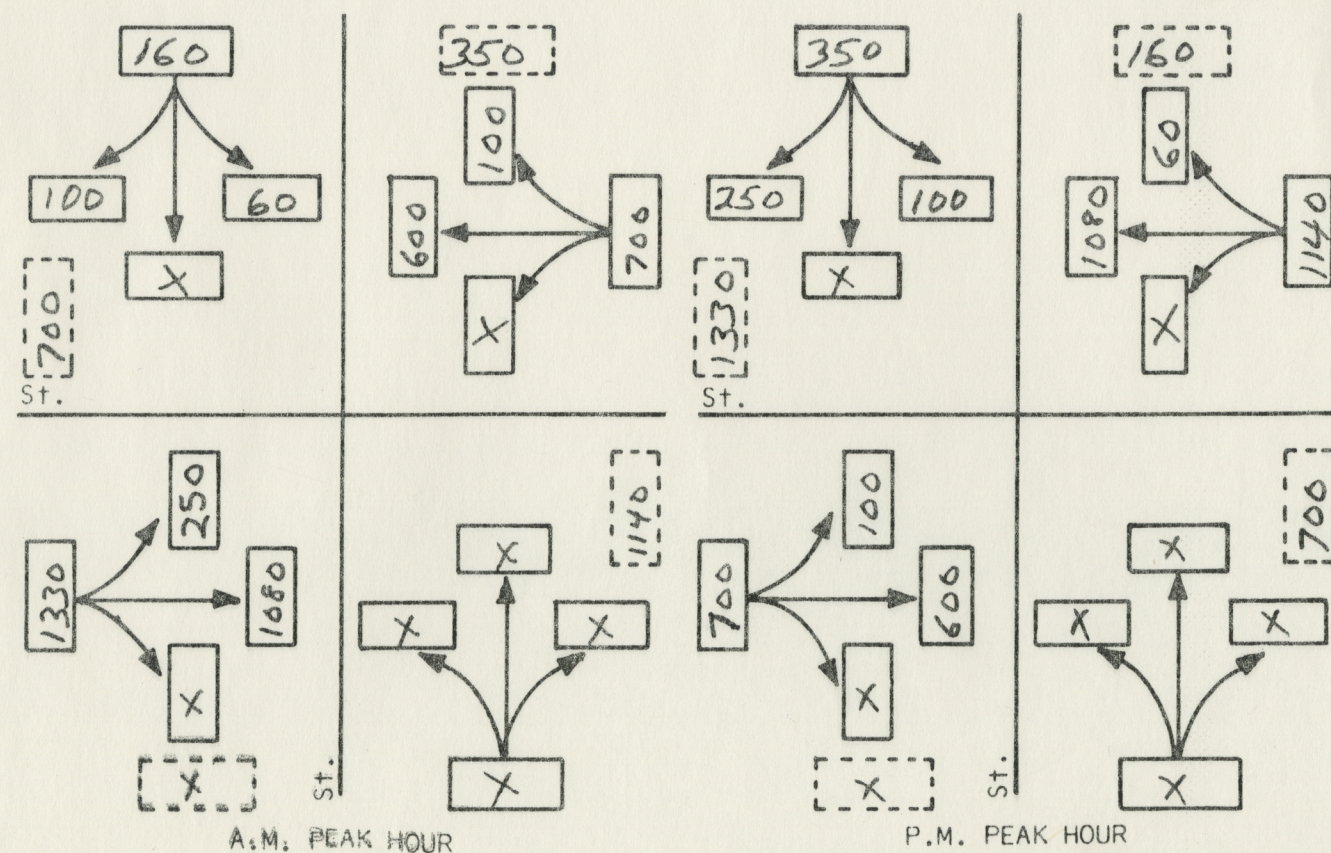 160
350
100
100
60
600
700
X
X
700
St.
250
1330
1080
X
X
1140
X
X
X
X
St.
A.M. PEAK HOUR
350
160
60
250
100
1080
1140
X
X
1330
St.
100
700
600
X
X
700
X
X
X
X
St.
P.M. PEAK HOUR